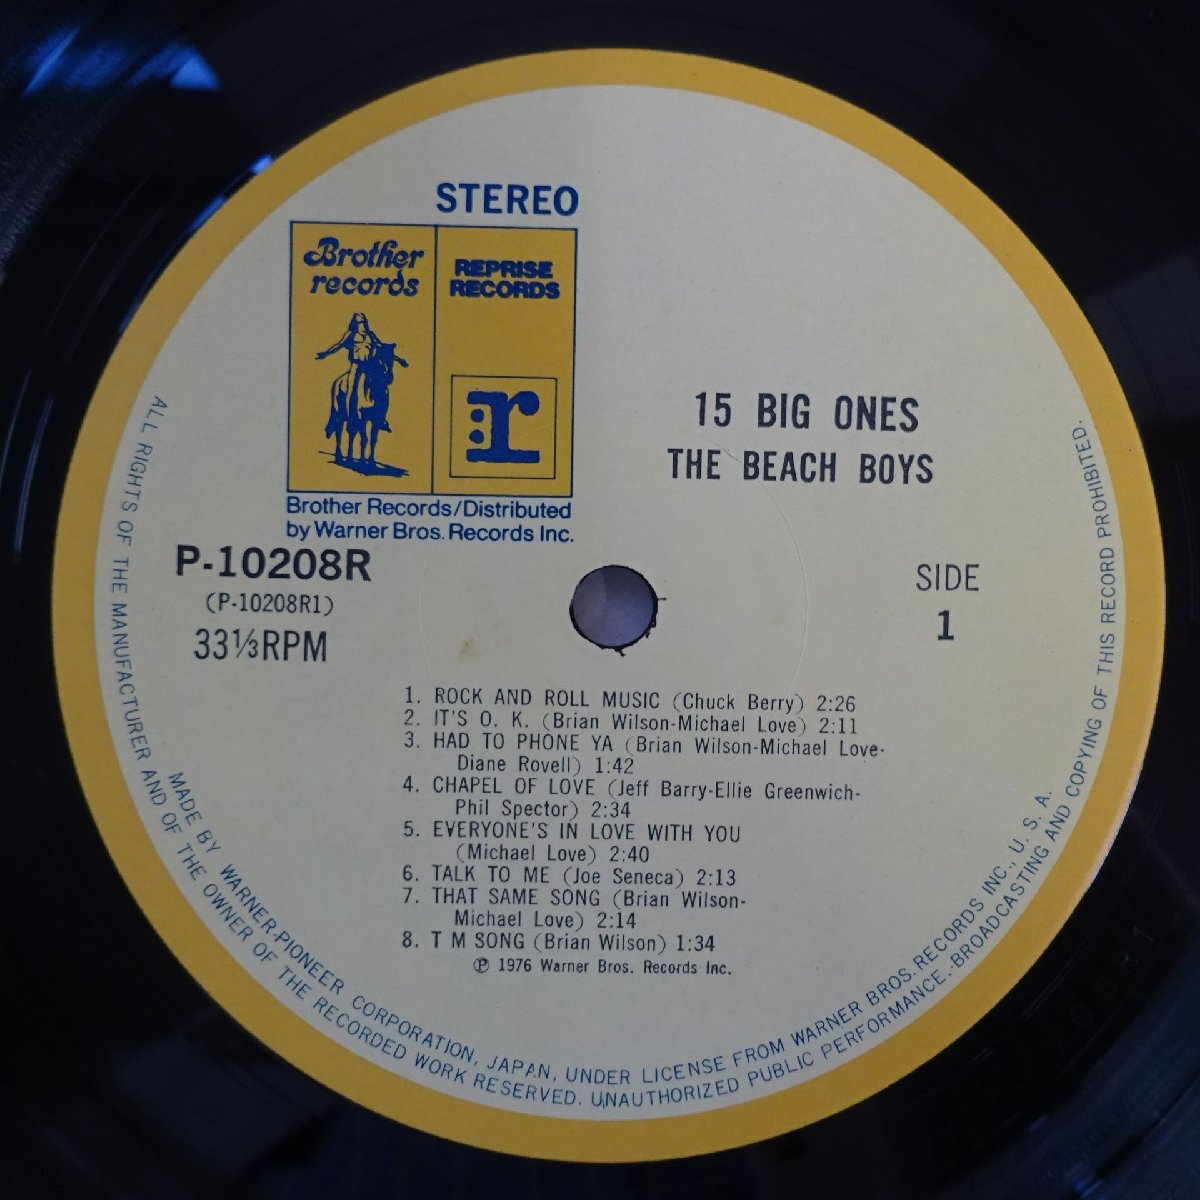 STEREO
Brother
records
REPRISE
RECORDS
r
Brother Records/Distributed
by Warner Bros. Records Inc.
15 BIG ONES
THE BEACH BOYS
P-10208R
(P-10208R1)
33⅓RPM
SIDE
1
1. ROCK AND ROLL MUSIC (Chuck Berry) 2:26
2. IT'S O. K. (Brian Wilson-Michael Love) 2:11
3. HAD TO PHONE YA (Brian Wilson-Michael Love-
Diane Rovell) 1:42
4. CHAPEL OF LOVE (Jeff Barry-Ellie Greenwich-
Phil Spector) 2:34
5. EVERYONE'S IN LOVE WITH YOU
(Michael Love) 2:40
6. TALK TO ME (Joe Seneca) 2:13
7. THAT SAME SONG (Brian Wilson-
Michael Love) 2:14
8. T M SONG (Brian Wilson) 1:34
Ⓟ 1976 Warner Bros. Records Inc.
MADE BY WARNER-PIONEER CORPORATION, JAPAN, UNDER LICENSE FROM WARNER BROS. RECORDS INC., U. S. A.
ALL RIGHTS OF THE MANUFACTURER AND OF THE OWNER OF THE RECORDED WORK RESERVED. UNAUTHORIZED PUBLIC PERFORMANCE, BROADCASTING AND COPYING OF THIS RECORD PROHIBITED.